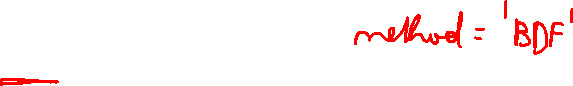 method = 'BDF'